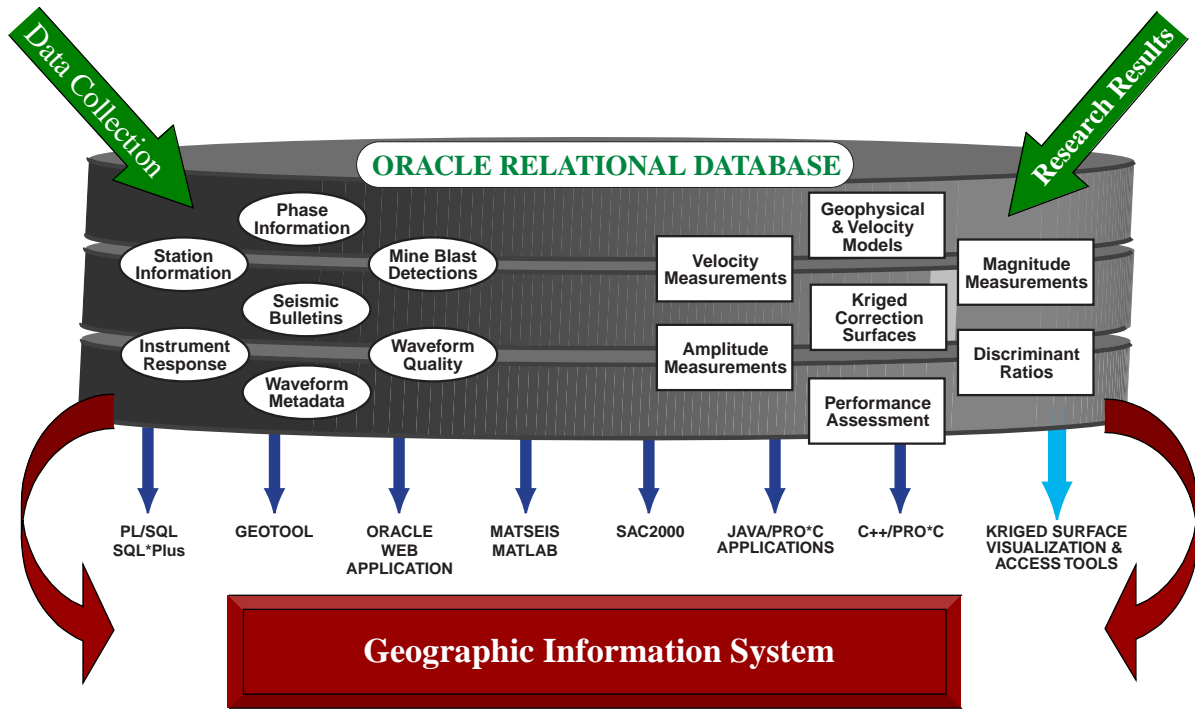 Data Collection
Research Results
ORACLE RELATIONAL DATABASE
Phase
Information
Station
Information
Mine Blast
Detections
Seismic
Bulletins
Instrument
Response
Waveform
Quality
Waveform
Metadata
Geophysical
& Velocity
Models
Velocity
Measurements
Magnitude
Measurements
Kriged
Correction
Surfaces
Amplitude
Measurements
Discriminant
Ratios
Performance
Assessment
PL/SQL
SQL*Plus
GEOTOOL
ORACLE
WEB
APPLICATION
MATSEIS
MATLAB
SAC2000
JAVA/PRO*C
APPLICATIONS
C++/PRO*C
KRIGED SURFACE
VISUALIZATION &
ACCESS TOOLS
Geographic Information System